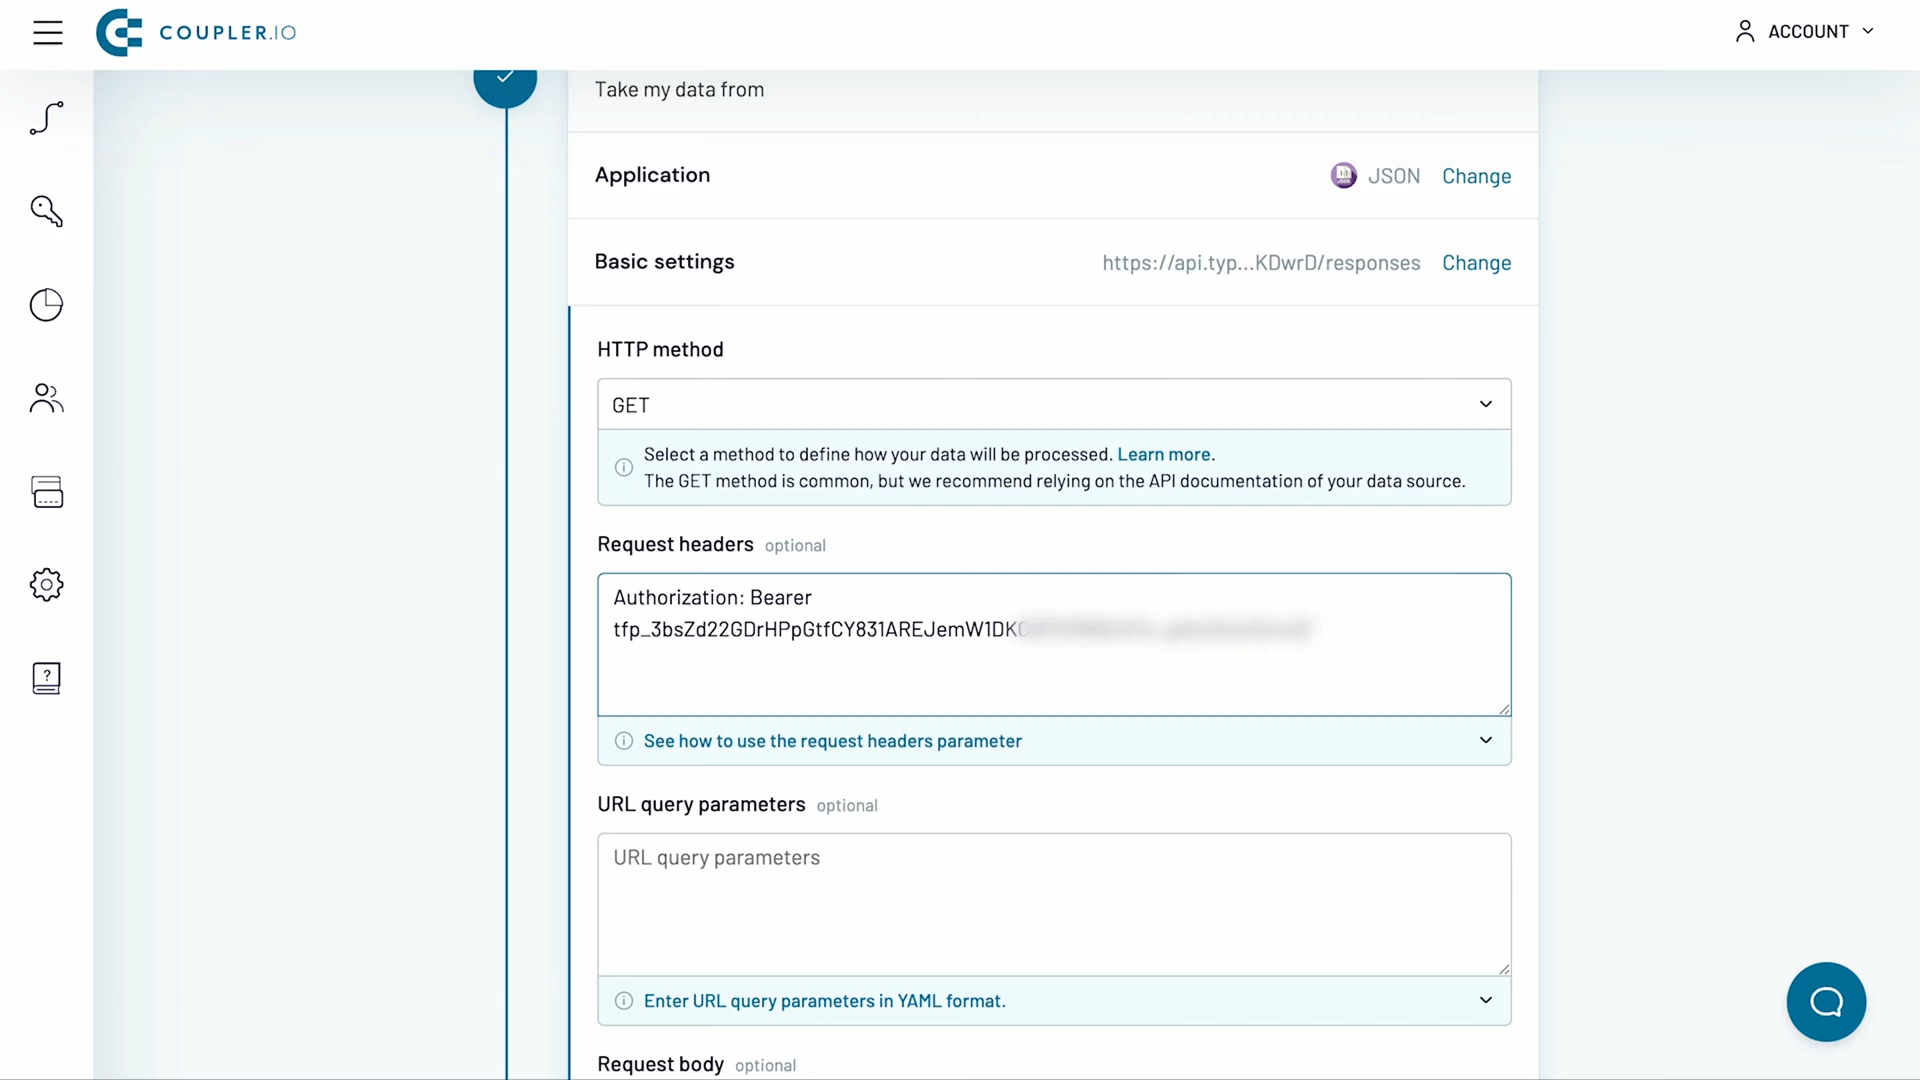 COUPLER.IO
ACCOUNT
Take my data from
Application
JSON Change
Basic settings
https://api.typ...KDwrD/responses Change
HTTP method
GET
Select a method to define how your data will be processed. Learn more.
The GET method is common, but we recommend relying on the API documentation of your data source.
Request headers optional
Authorization: Bearer
tfp_3bsZd22GDrHPpGtfCY831AREJemW1DK
See how to use the request headers parameter
URL query parameters optional
URL query parameters
Enter URL query parameters in YAML format.
Request body optional